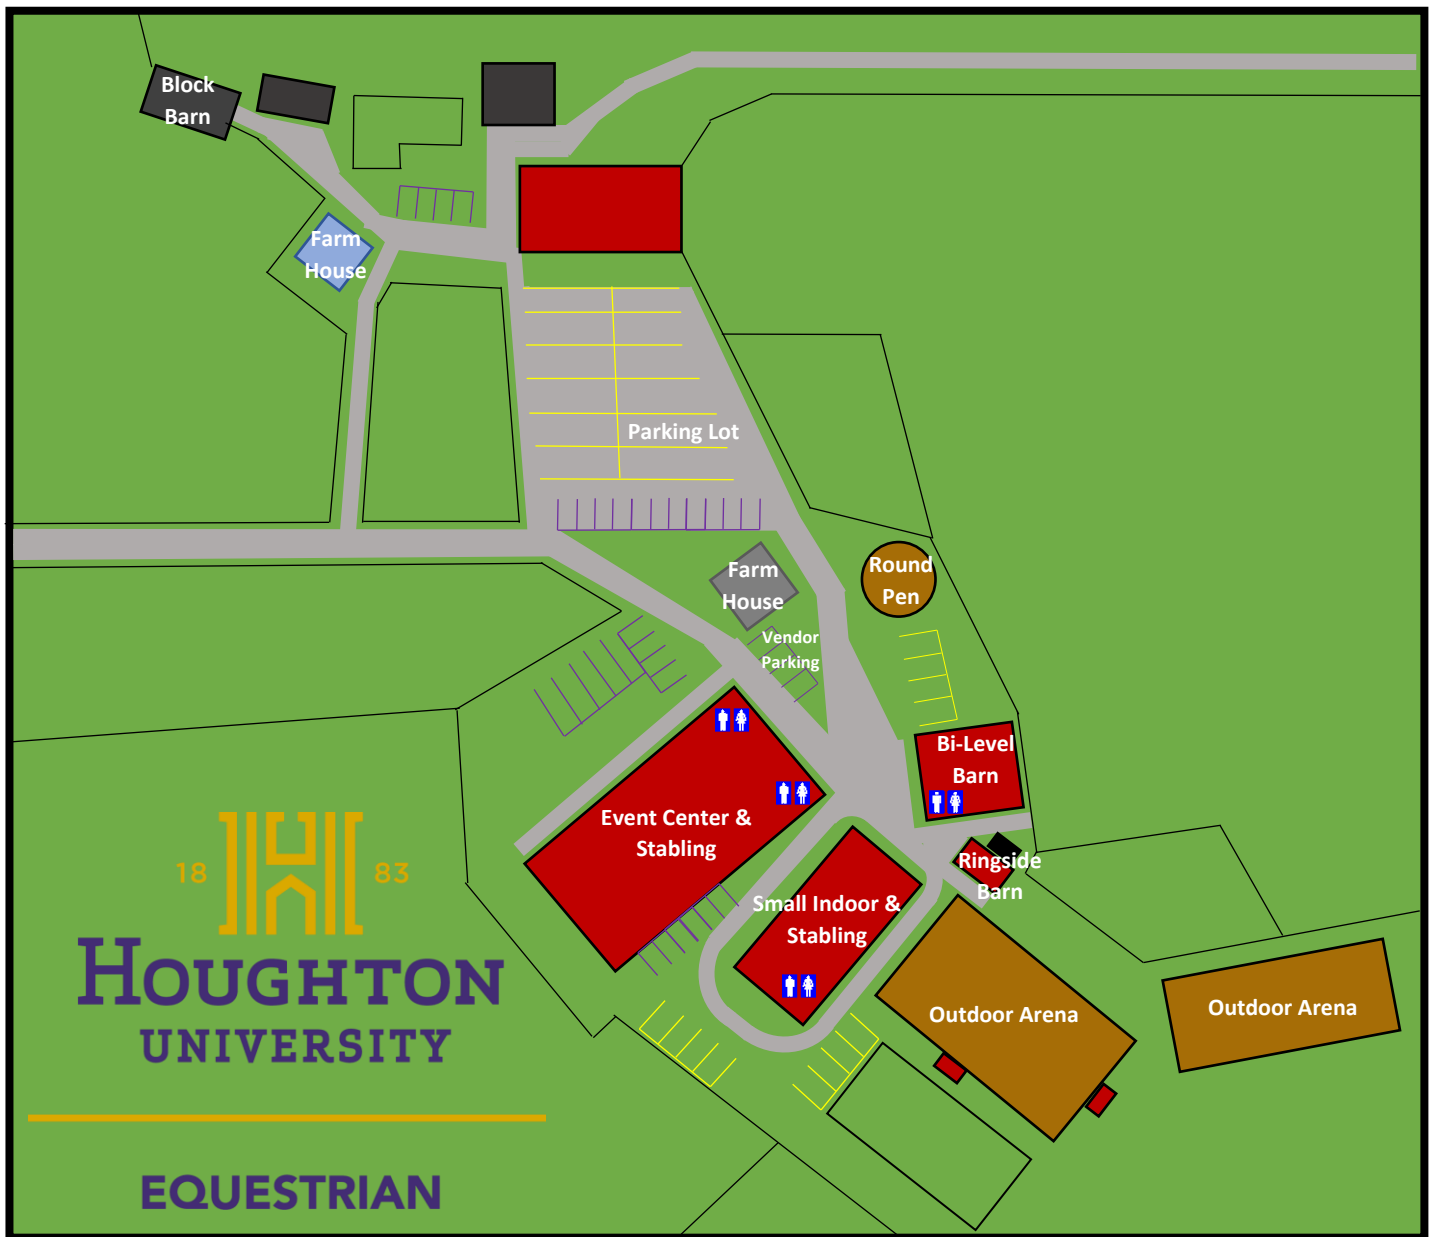 Block
Barn
Farm
House
Parking Lot
Farm
House
Round
Pen
Vendor
Parking
Bi-Level
Barn
Event Center &
Stabling
Ringside
Barn
Small Indoor &
Stabling
Outdoor Arena
Outdoor Arena
18 83
HOUGHTON
UNIVERSITY
EQUESTRIAN